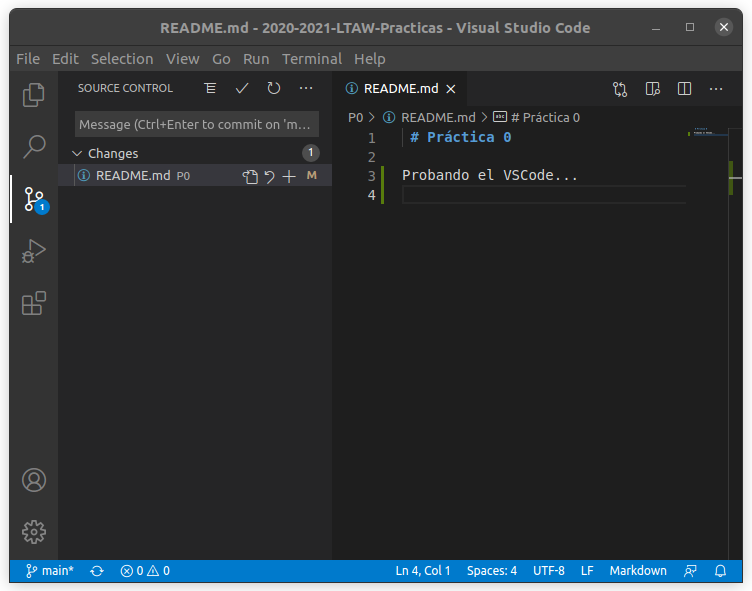 README.md - 2020-2021-LTAW-Practicas - Visual Studio Code
File Edit Selection View Go Run Terminal Help
SOURCE CONTROL
README.md
Message (Ctrl+Enter to commit on 'm...
P0 > README.md > abc # Práctica 0
Changes 1
README.md P0 M
1 # Práctica 0
2
3 Probando el VSCode...
4
1
main* 0 0 Ln 4, Col 1 Spaces: 4 UTF-8 LF Markdown